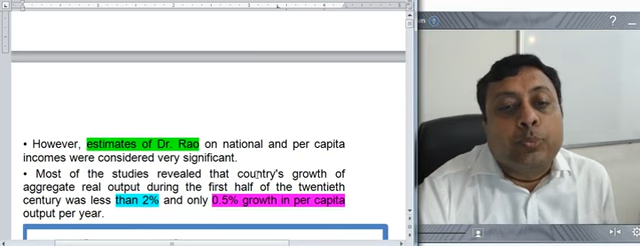 • However, estimates of Dr. Rao on national and per capita
incomes were considered very significant.
• Most of the studies revealed that country's growth of
aggregate real output during the first half of the twentieth
century was less than 2% and only 0.5% growth in per capita
output per year.